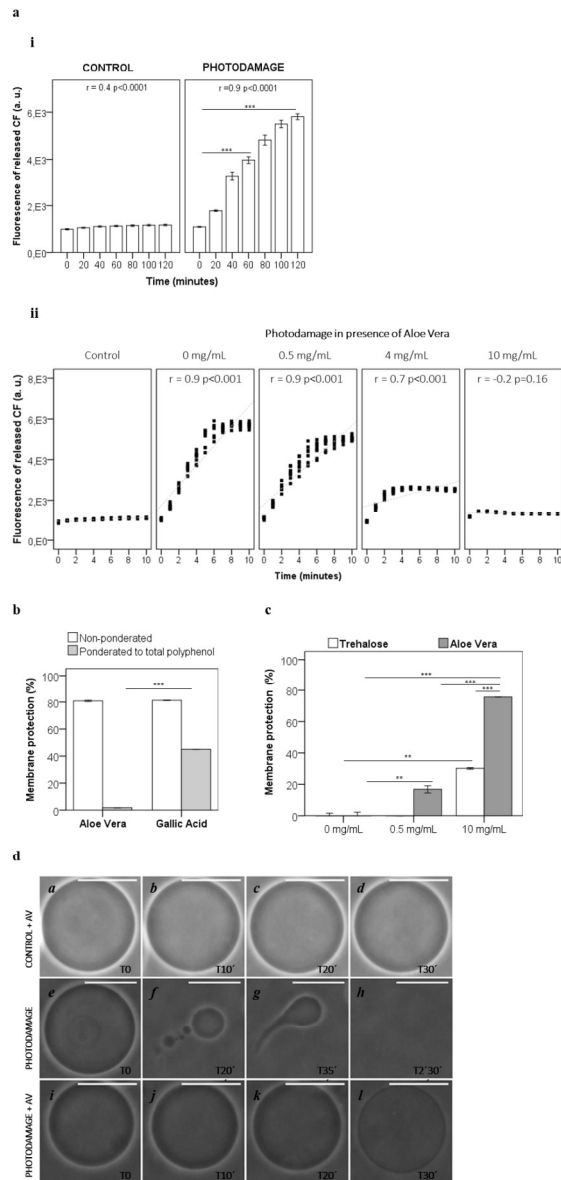 a
i
CONTROL PHOTODAMAGE
r = 0.4 p<0.0001 r =0.9 p<0.0001
***
***
Fluorescence of released CF (a. u.)
6,E3
4,E3
2,E3
0,E0
0 20 40 60 80 100 120 0 20 40 60 80 100 120
Time (minutes)
ii
Photodamage in presence of Aloe Vera
Control 0 mg/mL 0.5 mg/mL 4 mg/mL 10 mg/mL
r = 0.9 p<0.001 r = 0.9 p<0.001 r = 0.7 p<0.001 r = -0.2 p=0.16
Fluorescence of released CF (a. u.)
8,E3
6,E3
4,E3
2,E3
0,E0
0 2 4 6 8 10 0 2 4 6 8 10 0 2 4 6 8 10 0 2 4 6 8 10 0 2 4 6 8 10
Time (minutes)
b
Non-ponderated
Ponderated to total polyphenol
Membrane protection (%)
100
80
60
40
20
0
***
Aloe Vera Gallic Acid
c
Trehalose Aloe Vera
Membrane protection (%)
100
80
60
40
20
0
***
***
***
**
**
0 mg/mL 0.5 mg/mL 10 mg/mL
d
CONTROL + AV
a b c d
T0 T10´ T20´ T30´
PHOTODAMAGE
e f g h
T0 T20´ T35´ T2´30´
PHOTODAMAGE + AV
i j k l
T0 T10´ T20´ T30´